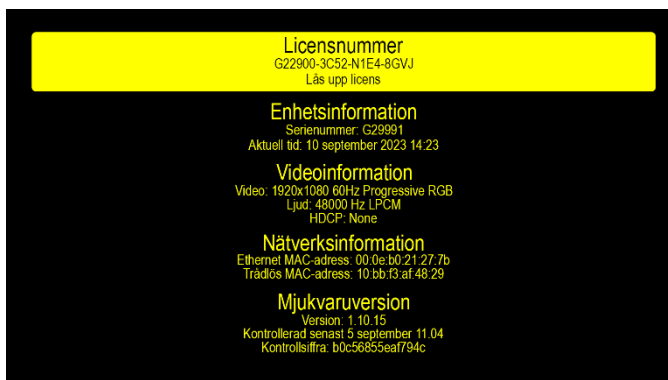 Licensnummer
G22900-3C52-N1E4-8GVJ
Lås upp licens
Enhetsinformation
Serienummer: G29991
Aktuell tid: 10 september 2023 14:23
Videoinformation
Video: 1920x1080 60Hz Progressive RGB
Ljud: 48000 Hz LPCM
HDCP: None
Nätverksinformation
Ethernet MAC-adress: 00:0e:b0:21:27:7b
Trådlös MAC-adress: 10:bb:f3:af:48:29
Mjukvaruversion
Version: 1.10.15
Kontrollerad senast 5 september 11.04
Kontrollsiffra: b0c56855eaf794c